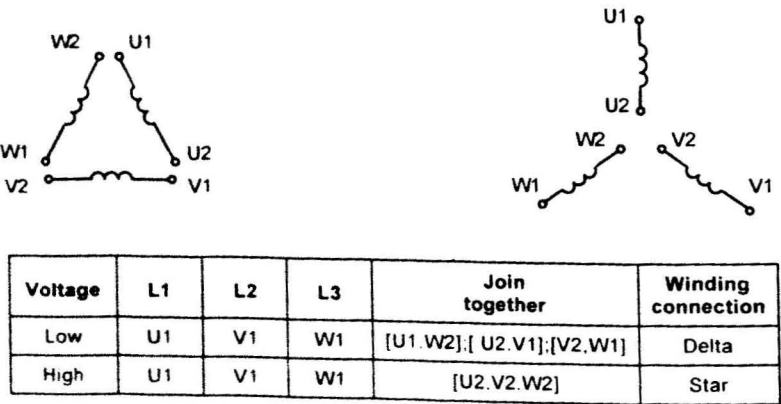 W2 U1
W1 U2
V2 V1
U1
U2
W2 V2
W1 V1
Voltage L1 L2 L3 Join together Winding connection
Low U1 V1 W1 [U1.W2];[ U2.V1];[V2,W1] Delta
High U1 V1 W1 [U2.V2.W2] Star